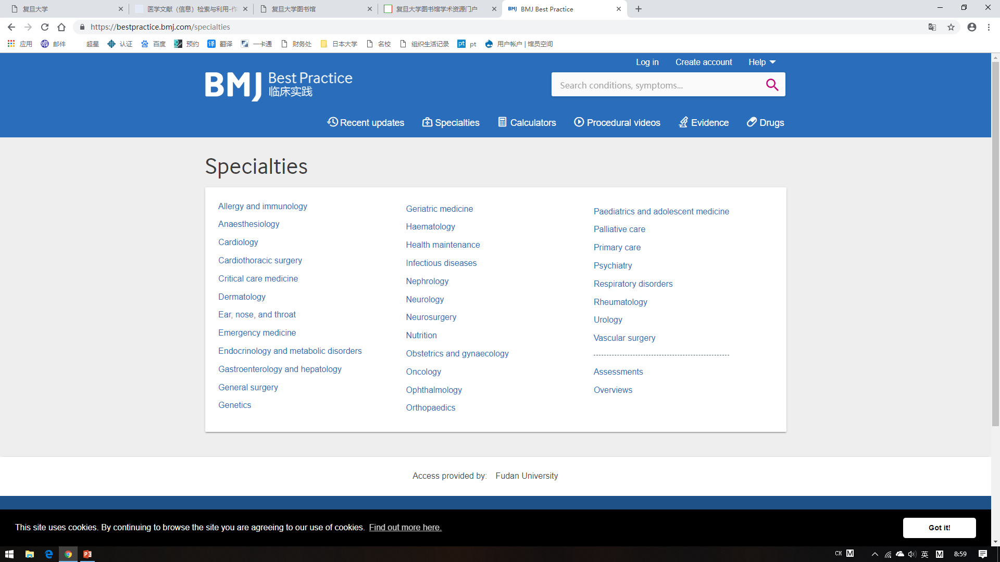 复旦大学
医学文献（信息）检索与利用-作
复旦大学图书馆
复旦大学图书馆学术资源门户
BMJ BMJ Best Practice
https://bestpractice.bmj.com/specialties
应用 邮件 超星 认证 百度 预约 译 翻译 一卡通 财务处 日本大学 名校 组织生活记录 pt pt 用户帐户 | 馆员空间
Log in Create account Help
BMJ Best Practice
临床实践
Search conditions, symptoms...
Recent updates Specialties Calculators Procedural videos Evidence Drugs
Specialties
Allergy and immunology
Anaesthesiology
Cardiology
Cardiothoracic surgery
Critical care medicine
Dermatology
Ear, nose, and throat
Emergency medicine
Endocrinology and metabolic disorders
Gastroenterology and hepatology
General surgery
Genetics
Geriatric medicine
Haematology
Health maintenance
Infectious diseases
Nephrology
Neurology
Neurosurgery
Nutrition
Obstetrics and gynaecology
Oncology
Ophthalmology
Orthopaedics
Paediatrics and adolescent medicine
Palliative care
Primary care
Psychiatry
Respiratory disorders
Rheumatology
Urology
Vascular surgery
Assessments
Overviews
Access provided by: Fudan University
This site uses cookies. By continuing to browse the site you are agreeing to our use of cookies. Find out more here.
Got it!
CH M 英 M 8:59